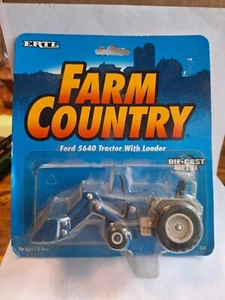 ERTL
FARM
COUNTRY
Ford 5640 Tractor With Loader
DIE-CAST
METAL